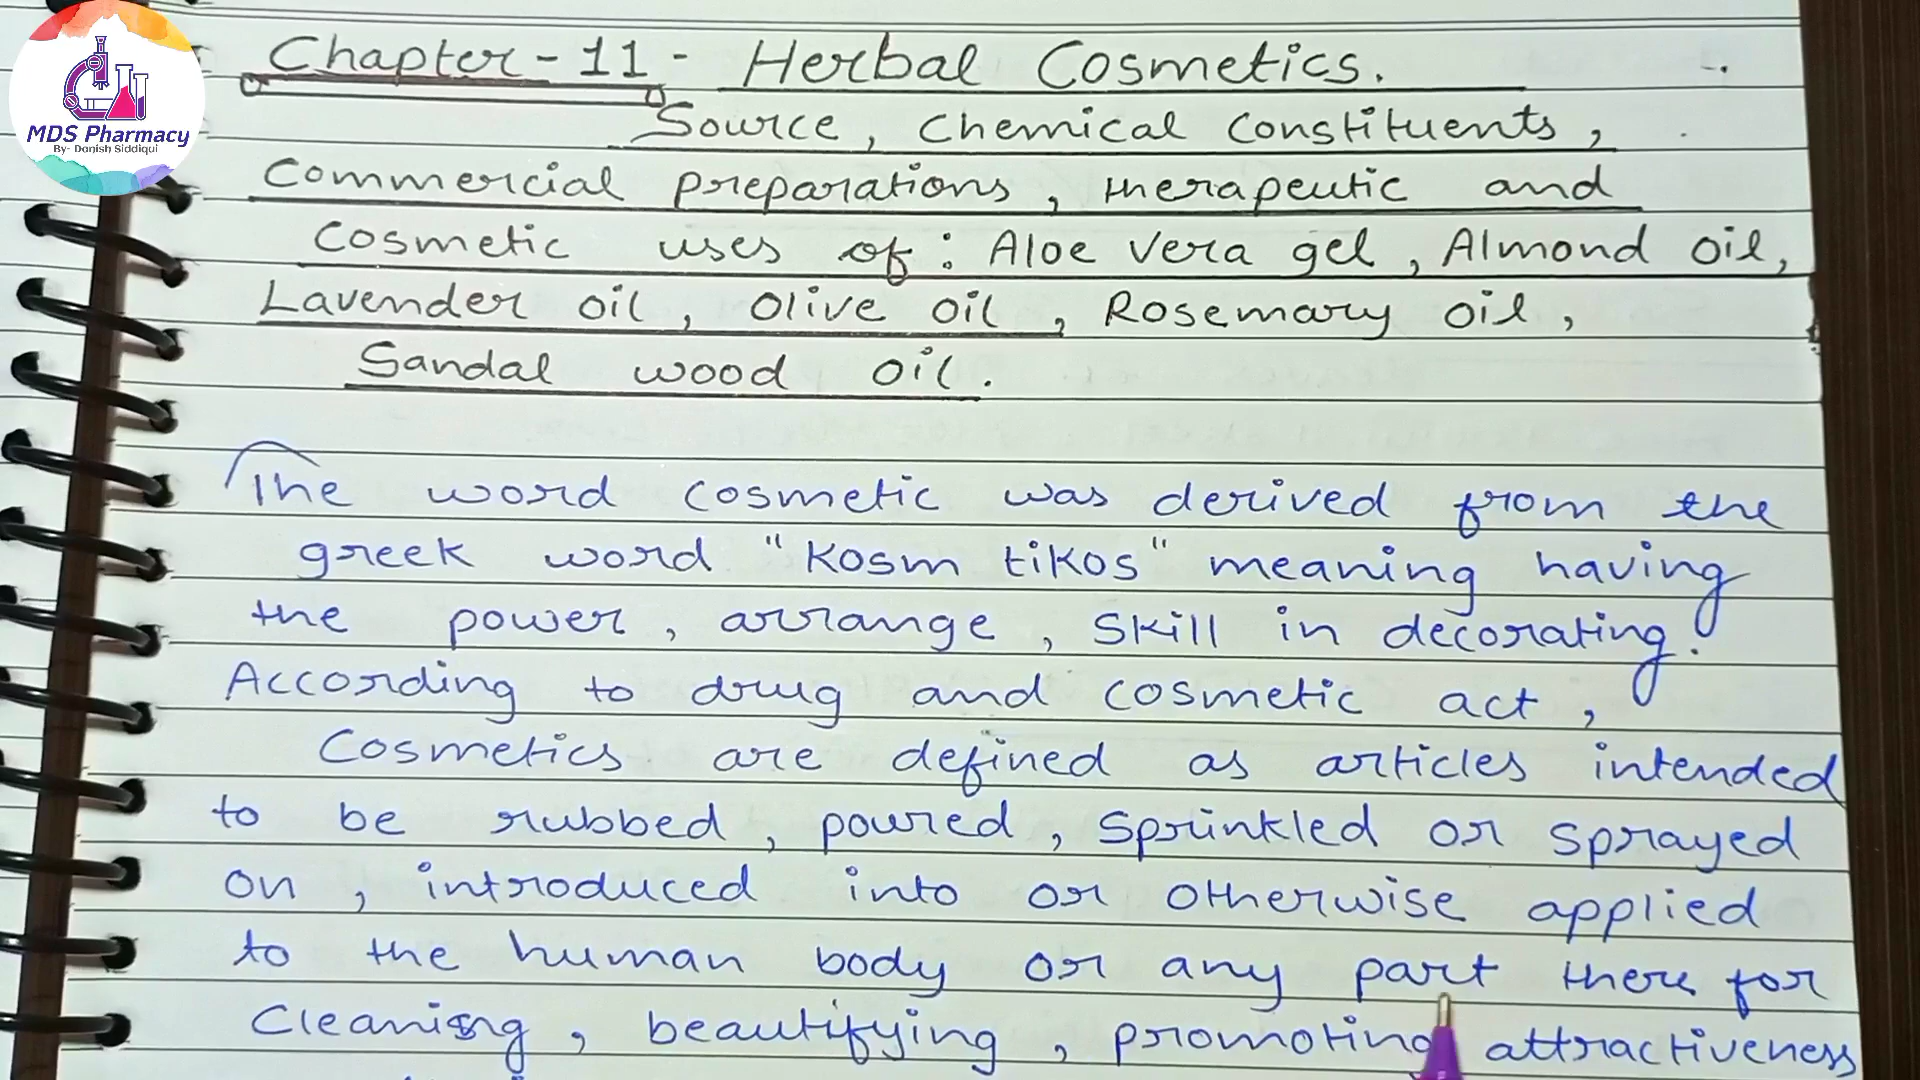 MDS Pharmacy
By- Danish Siddiqui
Chapter-11- Herbal Cosmetics.
Source, Chemical Constituents,
Commercial preparations, therapeutic and
Cosmetic uses of: Aloe Vera gel, Almond oil,
Lavender oil, Olive oil, Rosemary oil,
Sandal wood oil.
The word cosmetic was derived from the
greek word "Kosm tikos" meaning having
the power, arrange, skill in decorating.
According to drug and cosmetic act,
Cosmetics are defined as articles intended
to be rubbed, poured, sprinkled or sprayed
on, introduced into or otherwise applied
to the human body or any part there for
Cleaning, beautifying, promoting attractiveness